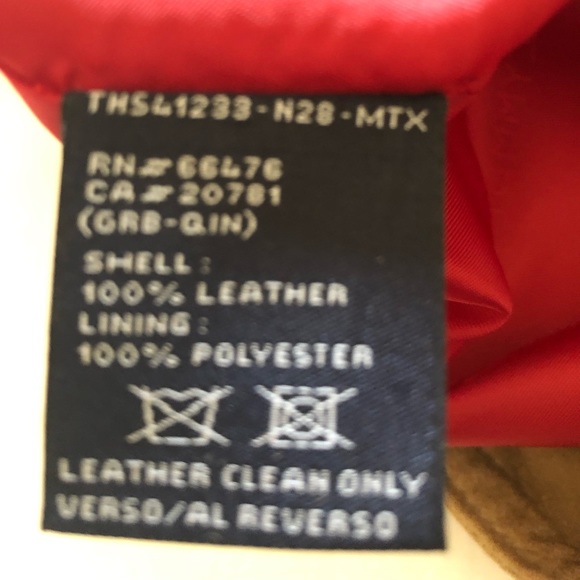 THS41233-N28-MTX
RN# 66476
CA# 20781
(GRB-QIN)
SHELL:
100% LEATHER
LINING:
100% POLYESTER
LEATHER CLEAN ONLY
VERSO/AL REVERSO